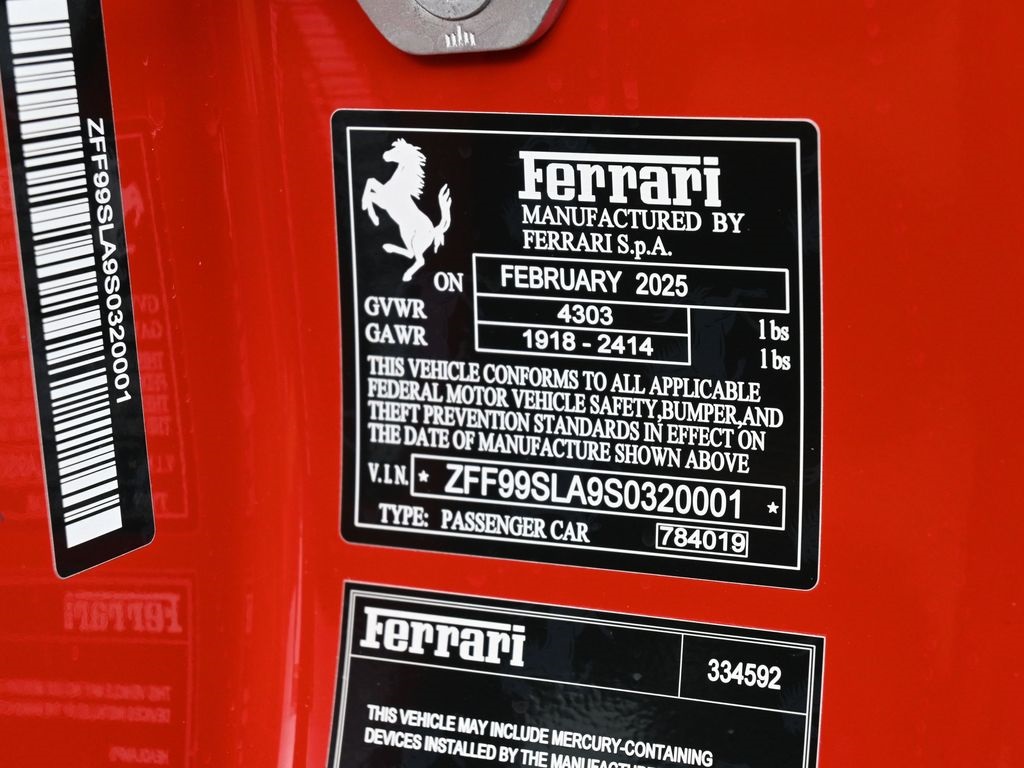 ZFF99SLA9S0320001
Ferrari
MANUFACTURED BY
FERRARI S.p.A.
ON FEBRUARY 2025
GVWR 4303 lbs
GAWR 1918 - 2414 lbs
THIS VEHICLE CONFORMS TO ALL APPLICABLE
FEDERAL MOTOR VEHICLE SAFETY,BUMPER,AND
THEFT PREVENTION STANDARDS IN EFFECT ON
THE DATE OF MANUFACTURE SHOWN ABOVE
V.I.N. * ZFF99SLA9S0320001 *
TYPE: PASSENGER CAR 784019
Ferrari 334592
THIS VEHICLE MAY INCLUDE MERCURY-CONTAINING
DEVICES INSTALLED BY THE